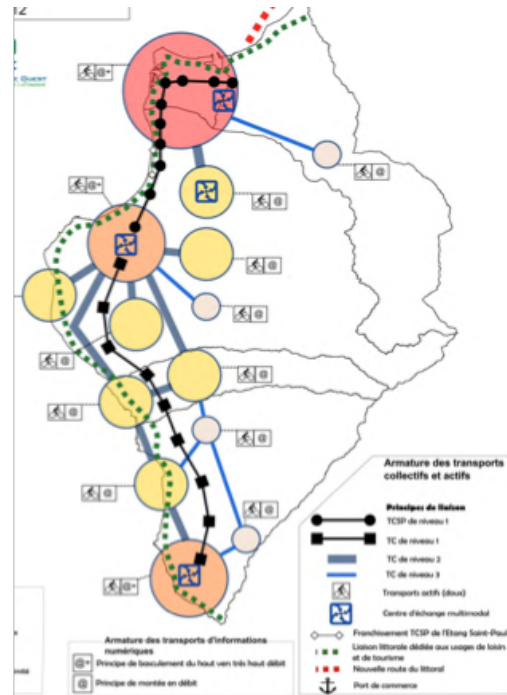 12
Quest
@+
@
@
@+
@
@
@
@
@
@
@
@
@+
Armature des transports
collectifs et actifs
Principes de liaison
TCSP de niveau 1
TC de niveau 1
TC de niveau 2
TC de niveau 3
Transports actifs (doux)
Centre d'échange multimodal
Franchissement TCSP de l'Etang Saint-Paul
Liaison littorale dédiée aux usages de loisirs
et de tourisme
Nouvelle route du littoral
Port de commerce
Armature des transports d'informations
numériques
@+ Principe de basculement du haut vers très haut débit
@ Principe de montée en débit